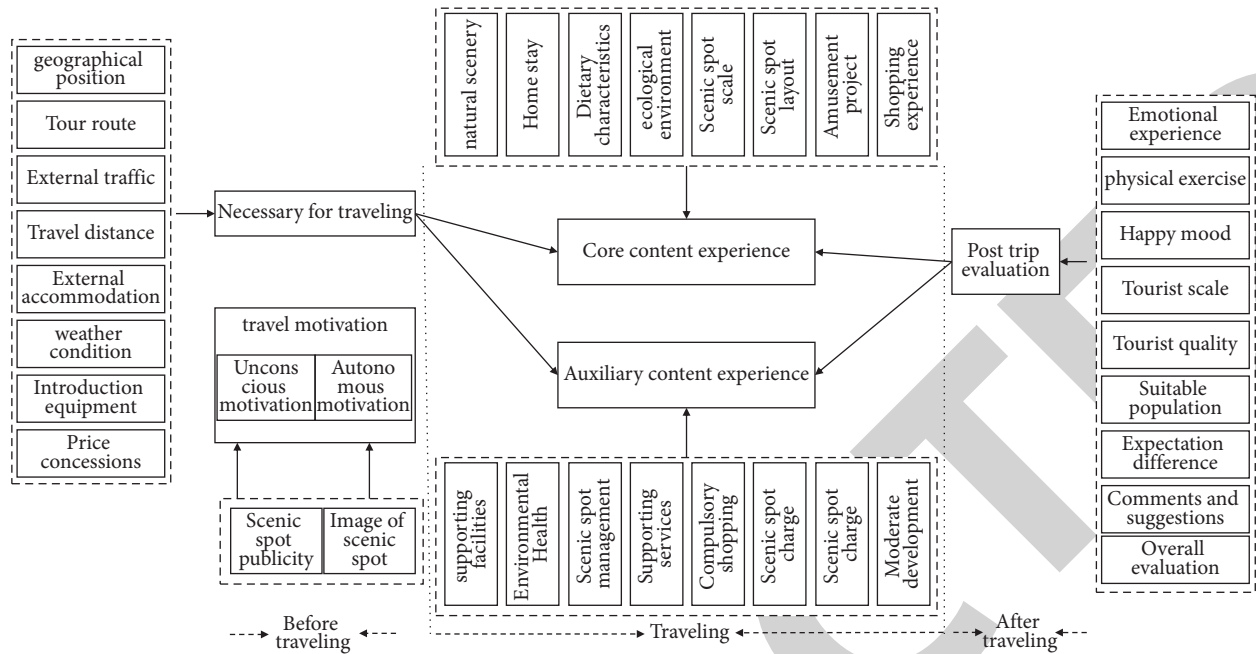 geographical
position
Tour route
External traffic
Travel distance
External
accommodation
weather
condition
Introduction
equipment
Price
concessions
Necessary for traveling
travel motivation
Uncons
cious
motivation
Autono
mous
motivation
Scenic
spot
publicity
Image of
scenic
spot
natural scenery
Home stay
Dietary
characteristics
ecological
environment
Scenic spot
scale
Scenic spot
layout
Amusement
project
Shopping
experience
Core content experience
Auxiliary content experience
supporting
facilities
Environmental
Health
Scenic spot
management
Supporting
services
Compulsory
shopping
Scenic spot
charge
Scenic spot
charge
Moderate
development
Post trip
evaluation
Emotional
experience
physical exercise
Happy mood
Tourist scale
Tourist quality
Suitable
population
Expectation
difference
Comments and
suggestions
Overall
evaluation
Before
traveling
Traveling
After
traveling